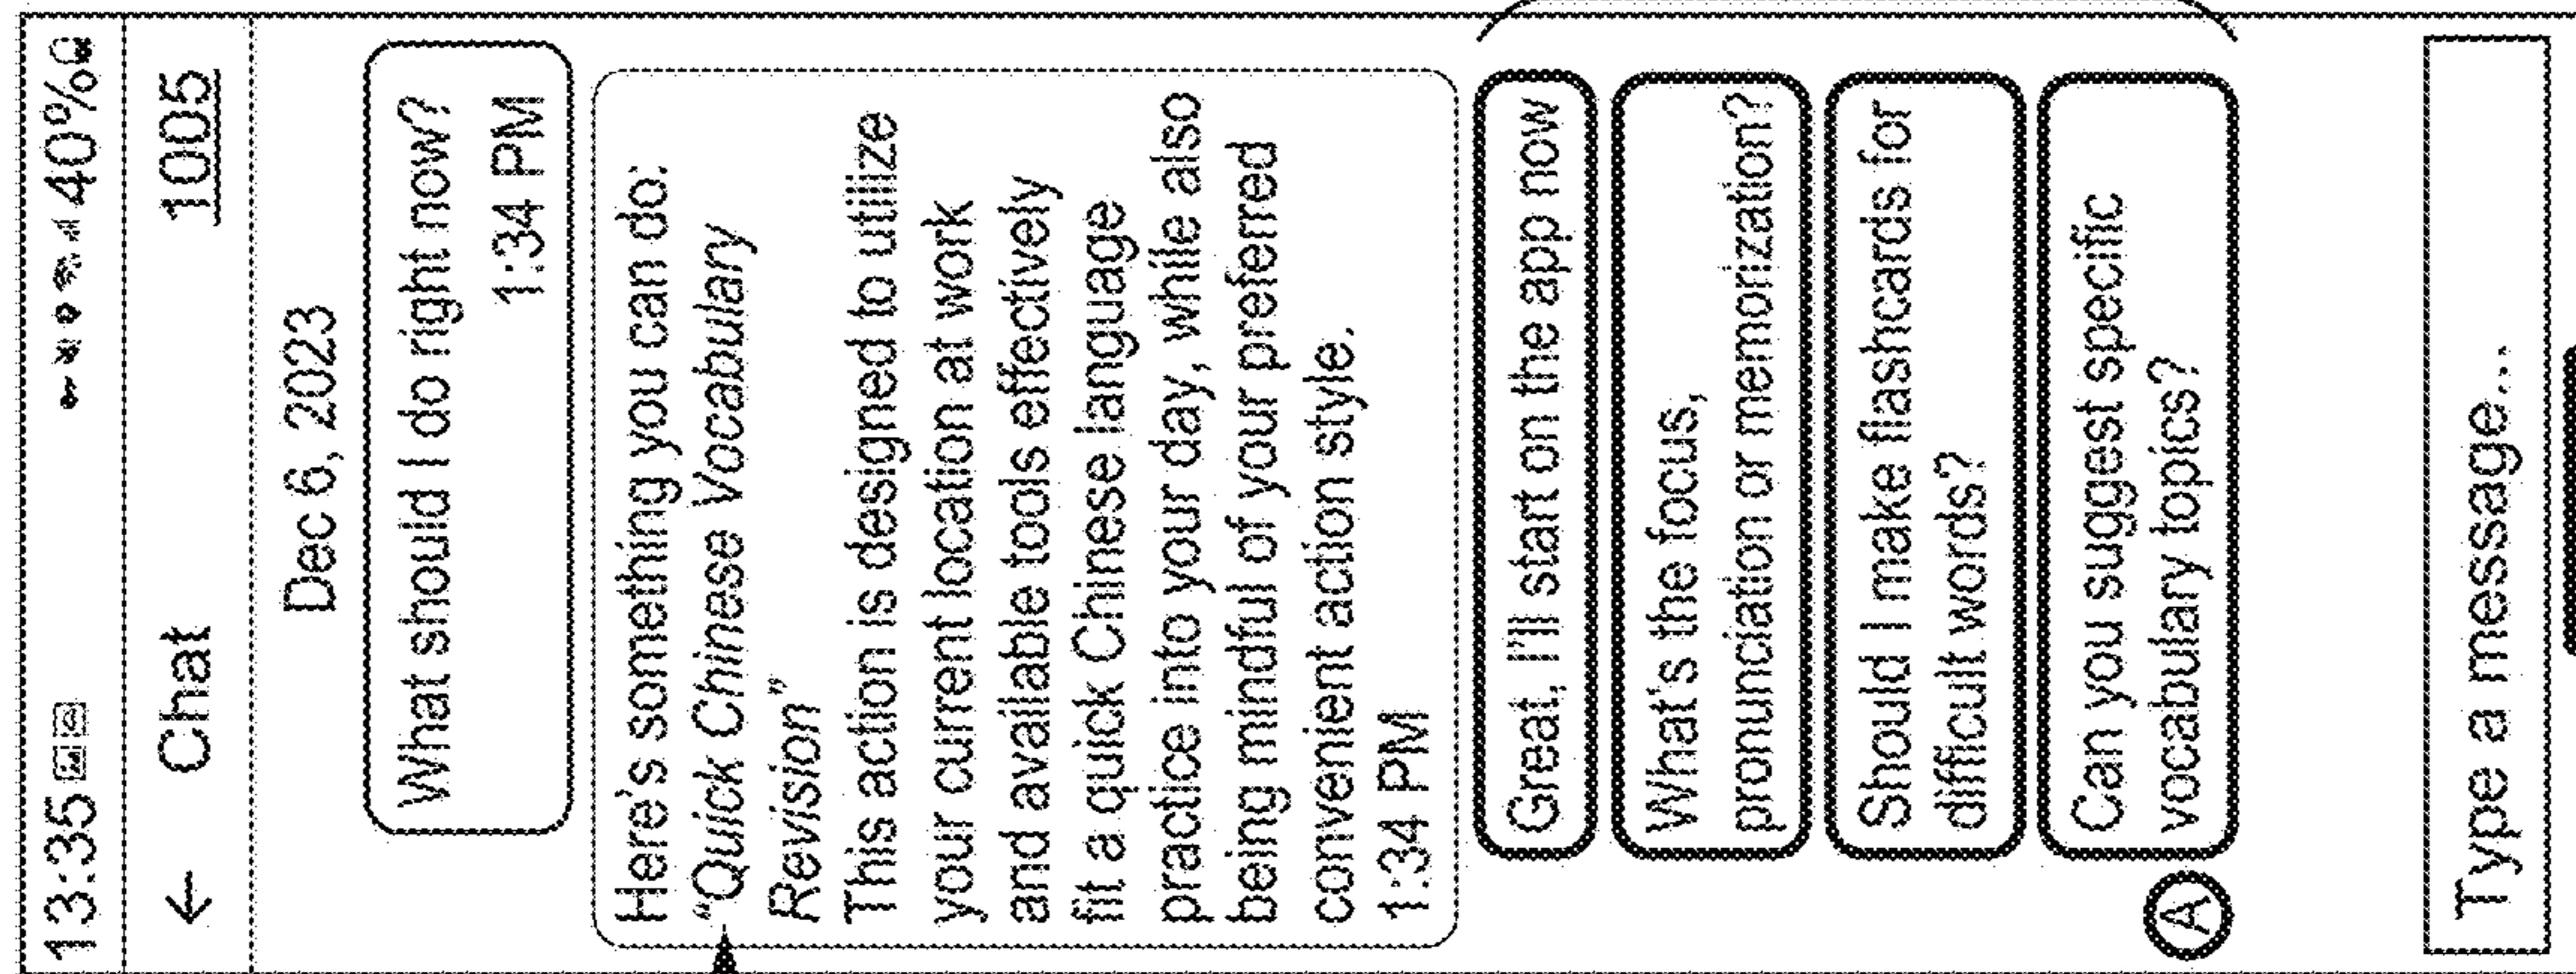 13:35 40%
← Chat 1005
Dec 6, 2023
What should I do right now?
1:34 PM
Here's something you can do:
“Quick Chinese Vocabulary
Revision”
This action is designed to utilize
your current location at work
and available tools effectively
fit a quick Chinese language
practice into your day, while also
being mindful of your preferred
convenient action style.
1:34 PM
Great, I'll start on the app now
What's the focus,
pronunciation or memorization?
Should I make flashcards for
difficult words?
Can you suggest specific
vocabulary topics?
A
Type a message...